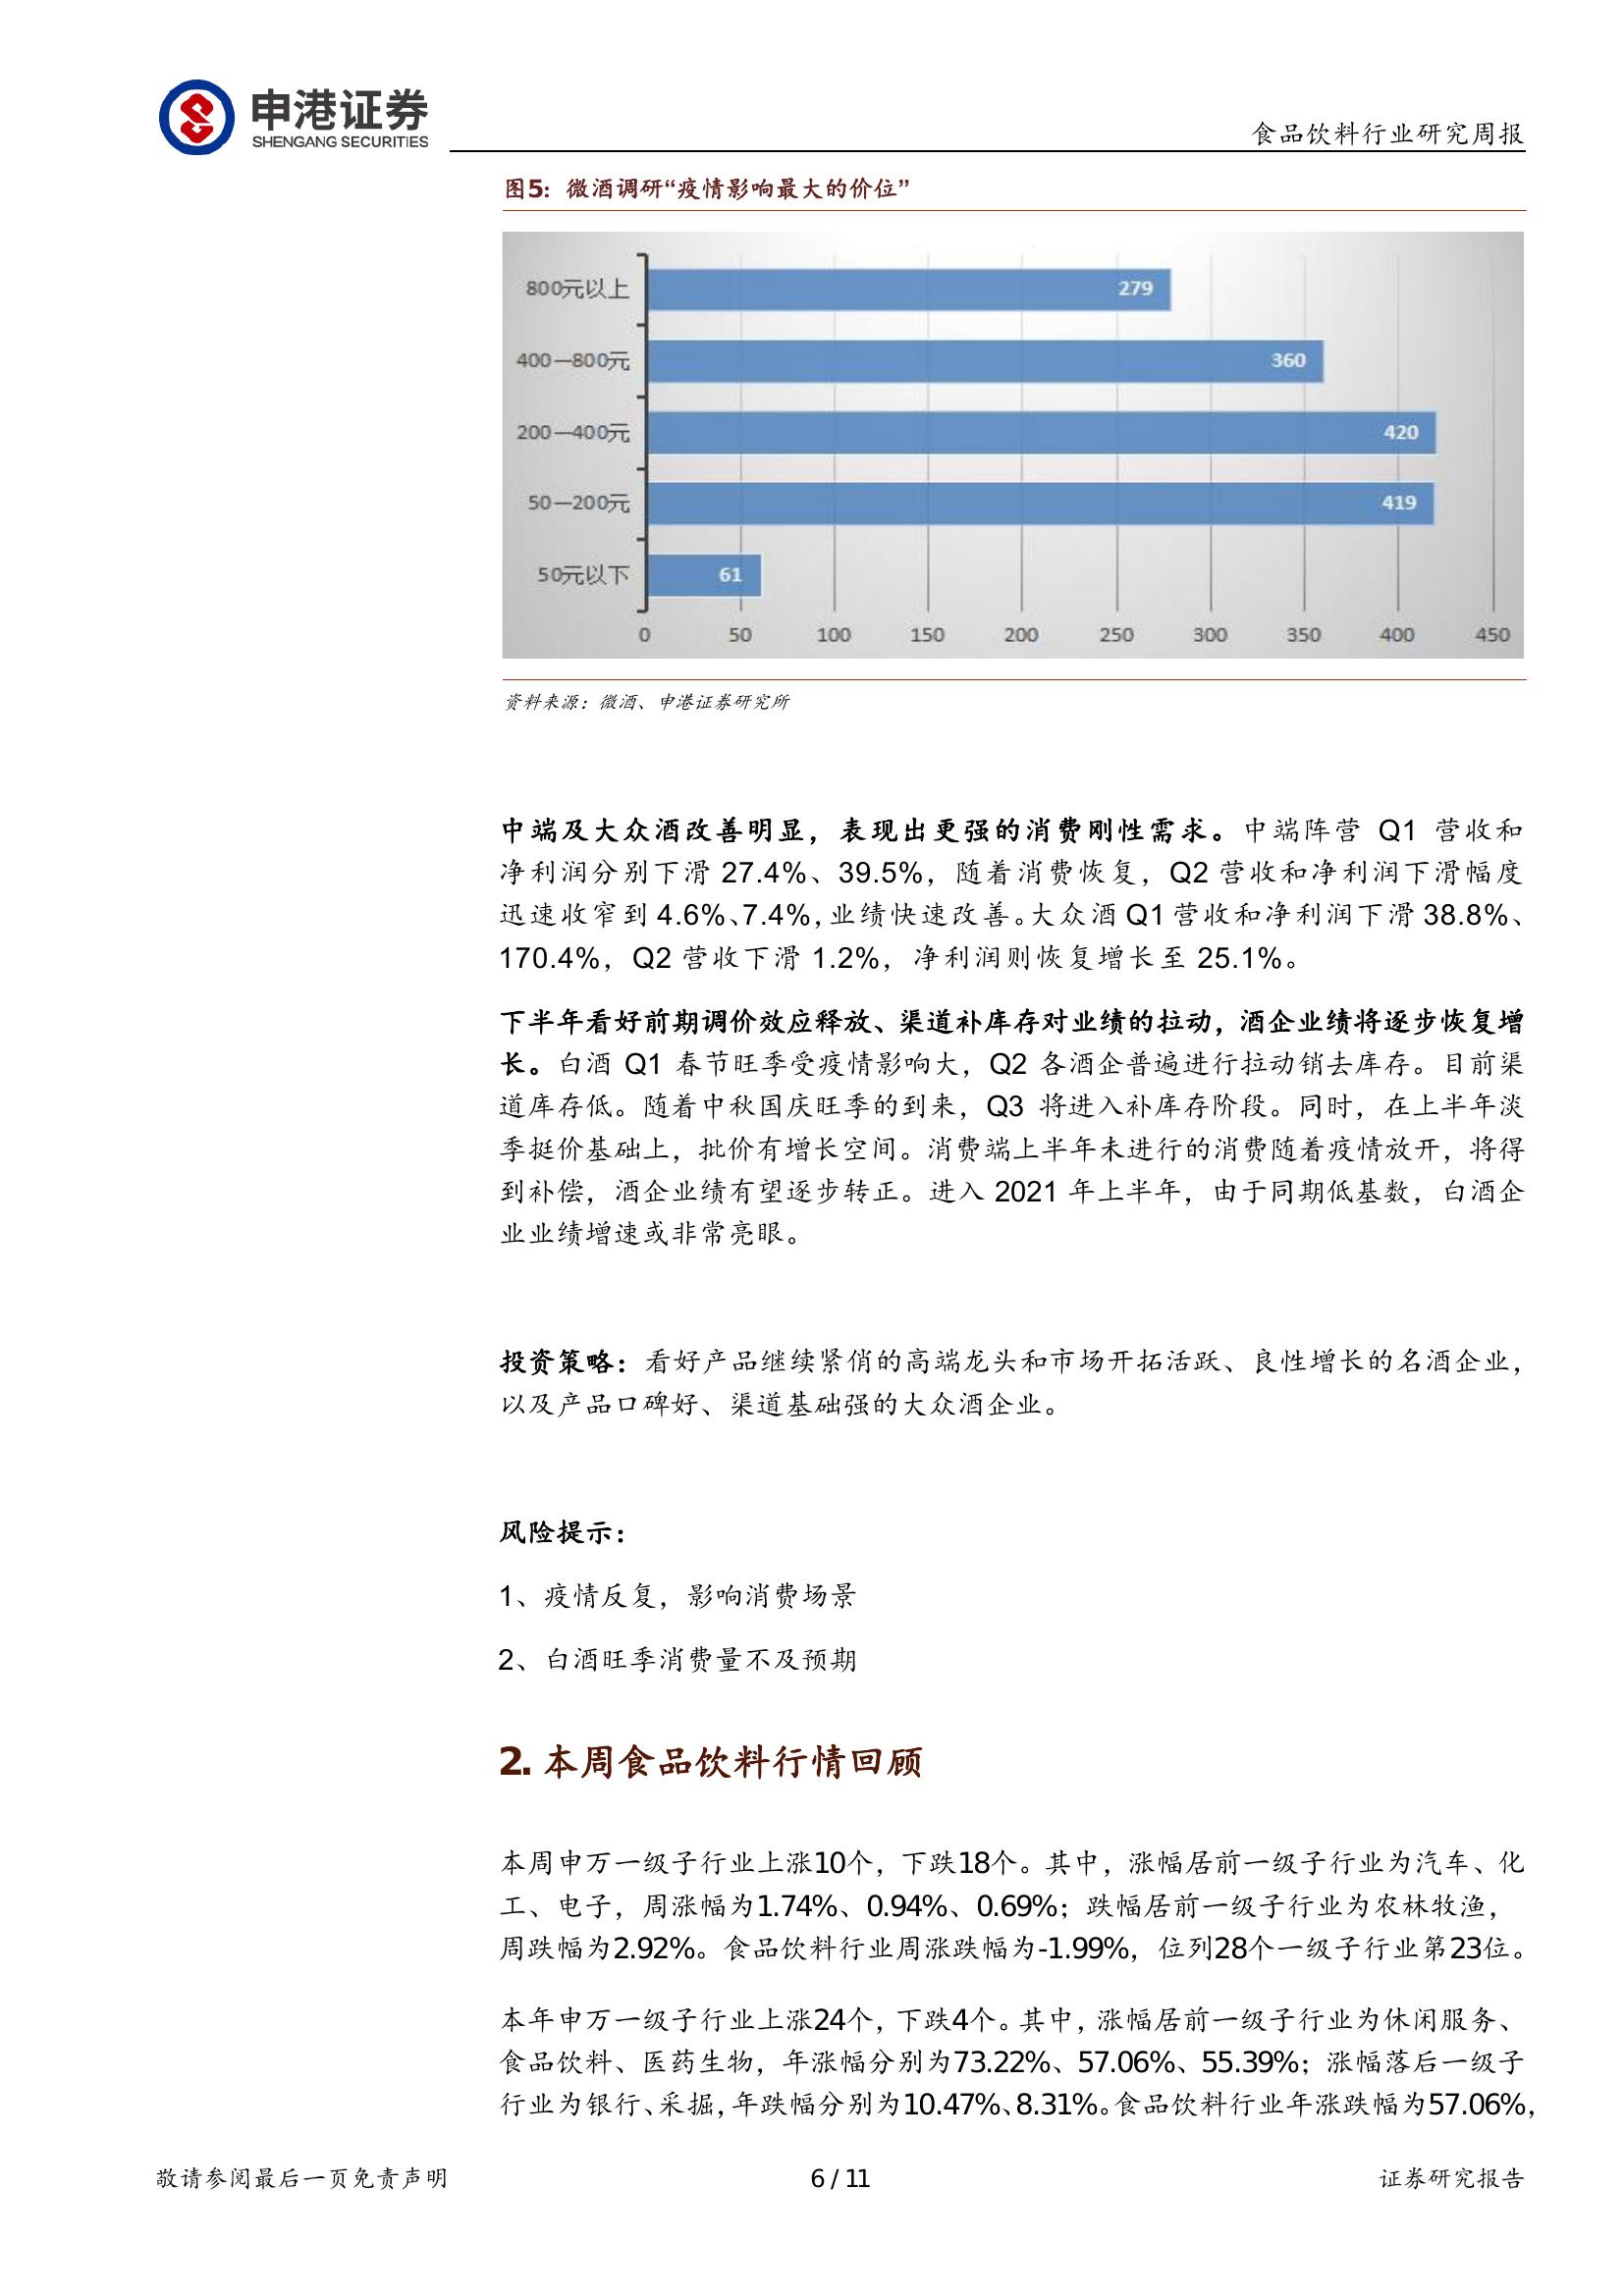 申港证券
SHENGANG SECURITIES
食品饮料行业研究周报
图5：微酒调研“疫情影响最大的价位”
800元以上 279
400—800元 360
200—400元 420
50—200元 419
50元以下 61
0 50 100 150 200 250 300 350 400 450
资料来源：微酒、申港证券研究所
中端及大众酒改善明显，表现出更强的消费刚性需求。中端阵营 Q1 营收和
净利润分别下滑 27.4%、39.5%，随着消费恢复，Q2 营收和净利润下滑幅度
迅速收窄到 4.6%、7.4%，业绩快速改善。大众酒 Q1 营收和净利润下滑 38.8%、
170.4%，Q2 营收下滑 1.2%，净利润则恢复增长至 25.1%。
下半年看好前期调价效应释放、渠道补库存对业绩的拉动，酒企业绩将逐步恢复增
长。白酒 Q1 春节旺季受疫情影响大，Q2 各酒企普遍进行拉动销去库存。目前渠
道库存低。随着中秋国庆旺季的到来，Q3 将进入补库存阶段。同时，在上半年淡
季挺价基础上，批价有增长空间。消费端上半年未进行的消费随着疫情放开，将得
到补偿，酒企业绩有望逐步转正。进入 2021 年上半年，由于同期低基数，白酒企
业业绩增速或非常亮眼。
投资策略：看好产品继续紧俏的高端龙头和市场开拓活跃、良性增长的名酒企业，
以及产品口碑好、渠道基础强的大众酒企业。
风险提示：
1、疫情反复，影响消费场景
2、白酒旺季消费量不及预期
2. 本周食品饮料行情回顾
本周申万一级子行业上涨10个，下跌18个。其中，涨幅居前一级子行业为汽车、化
工、电子，周涨幅为1.74%、0.94%、0.69%；跌幅居前一级子行业为农林牧渔，
周跌幅为2.92%。食品饮料行业周涨跌幅为-1.99%，位列28个一级子行业第23位。
本年申万一级子行业上涨24个，下跌4个。其中，涨幅居前一级子行业为休闲服务、
食品饮料、医药生物，年涨幅分别为73.22%、57.06%、55.39%；涨幅落后一级子
行业为银行、采掘，年跌幅分别为10.47%、8.31%。食品饮料行业年涨跌幅为57.06%，
敬请参阅最后一页免责声明
6 / 11
证券研究报告